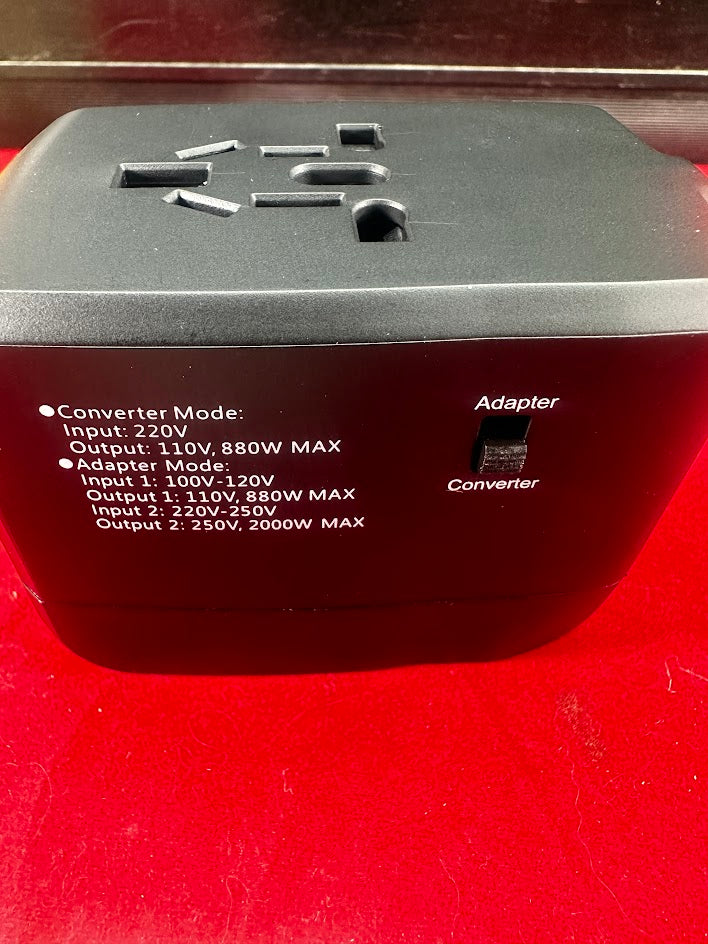 ●Converter Mode:
Input: 220V
Output: 110V, 880W MAX
●Adapter Mode:
Input 1: 100V-120V
Output 1: 110V, 880W MAX
Input 2: 220V-250V
Output 2: 250V, 2000W MAX
Adapter
Converter